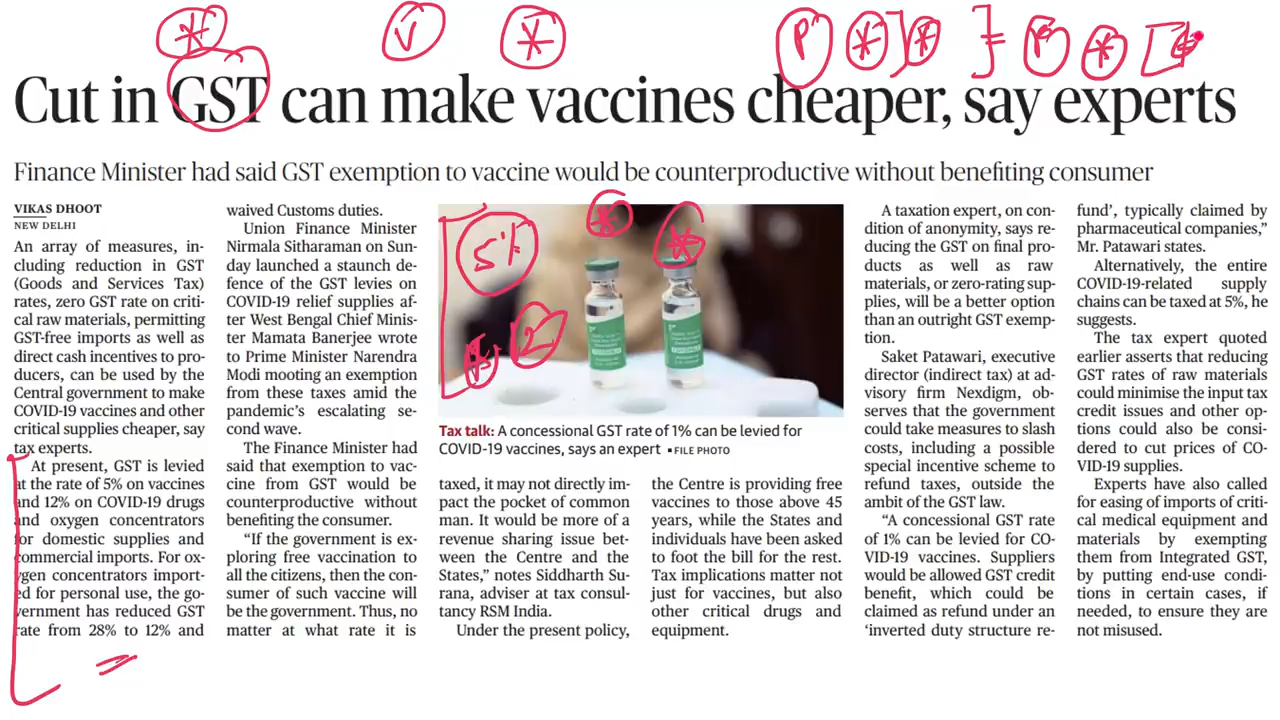 Cut in GST can make vaccines cheaper, say experts
Finance Minister had said GST exemption to vaccine would be counterproductive without benefiting consumer
VIKAS DHOOT
NEW DELHI
An array of measures, in-
cluding reduction in GST
(Goods and Services Tax)
rates, zero GST rate on criti-
cal raw materials, permitting
GST-free imports as well as
direct cash incentives to pro-
ducers, can be used by the
Central government to make
COVID-19 vaccines and other
critical supplies cheaper, say
tax experts.
At present, GST is levied
at the rate of 5% on vaccines
and 12% on COVID-19 drugs
and oxygen concentrators
for domestic supplies and
commercial imports. For ox-
ygen concentrators import-
ed for personal use, the go-
vernment has reduced GST
rate from 28% to 12% and
waived Customs duties.
Union Finance Minister
Nirmala Sitharaman on Sun-
day launched a staunch de-
fence of the GST levies on
COVID-19 relief supplies af-
ter West Bengal Chief Minis-
ter Mamata Banerjee wrote
to Prime Minister Narendra
Modi mooting an exemption
from these taxes amid the
pandemic's escalating se-
cond wave.
The Finance Minister had
said that exemption to vac-
cine from GST would be
counterproductive without
benefiting the consumer.
“If the government is ex-
ploring free vaccination to
all the citizens, then the con-
sumer of such vaccine will
be the government. Thus, no
matter at what rate it is
5%
12
Tax talk: A concessional GST rate of 1% can be levied for
COVID-19 vaccines, says an expert ▪ FILE PHOTO
taxed, it may not directly im-
pact the pocket of common
man. It would be more of a
revenue sharing issue bet-
ween the Centre and the
States,” notes Siddharth Su-
rana, adviser at tax consul-
tancy RSM India.
Under the present policy,
the Centre is providing free
vaccines to those above 45
years, while the States and
individuals have been asked
to foot the bill for the rest.
Tax implications matter not
just for vaccines, but also
other critical drugs and
equipment.
A taxation expert, on con-
dition of anonymity, says re-
ducing the GST on final pro-
ducts as well as raw
materials, or zero-rating sup-
plies, will be a better option
than an outright GST exemp-
tion.
Saket Patawari, executive
director (indirect tax) at ad-
visory firm Nexdigm, ob-
serves that the government
could take measures to slash
costs, including a possible
special incentive scheme to
refund taxes, outside the
ambit of the GST law.
“A concessional GST rate
of 1% can be levied for CO-
VID-19 vaccines. Suppliers
would be allowed GST credit
benefit, which could be
claimed as refund under an
‘inverted duty structure re-
fund’, typically claimed by
pharmaceutical companies,”
Mr. Patawari states.
Alternatively, the entire
COVID-19-related supply
chains can be taxed at 5%, he
suggests.
The tax expert quoted
earlier asserts that reducing
GST rates of raw materials
could minimise the input tax
credit issues and other op-
tions could also be consi-
dered to cut prices of CO-
VID-19 supplies.
Experts have also called
for easing of imports of criti-
cal medical equipment and
materials by exempting
them from Integrated GST,
by putting end-use condi-
tions in certain cases, if
needed, to ensure they are
not misused.